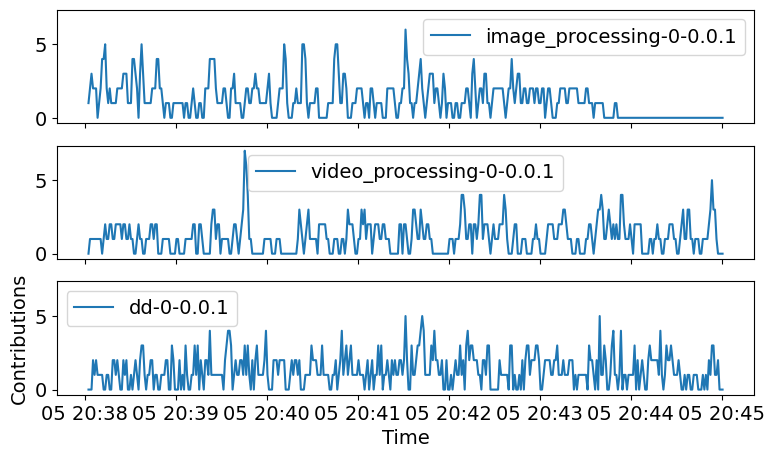 5
0
image_processing-0-0.0.1
5
0
video_processing-0-0.0.1
5
0
dd-0-0.0.1
Contributions
05 20:38 05 20:39 05 20:40 05 20:41 05 20:42 05 20:43 05 20:44 05 20:45
Time